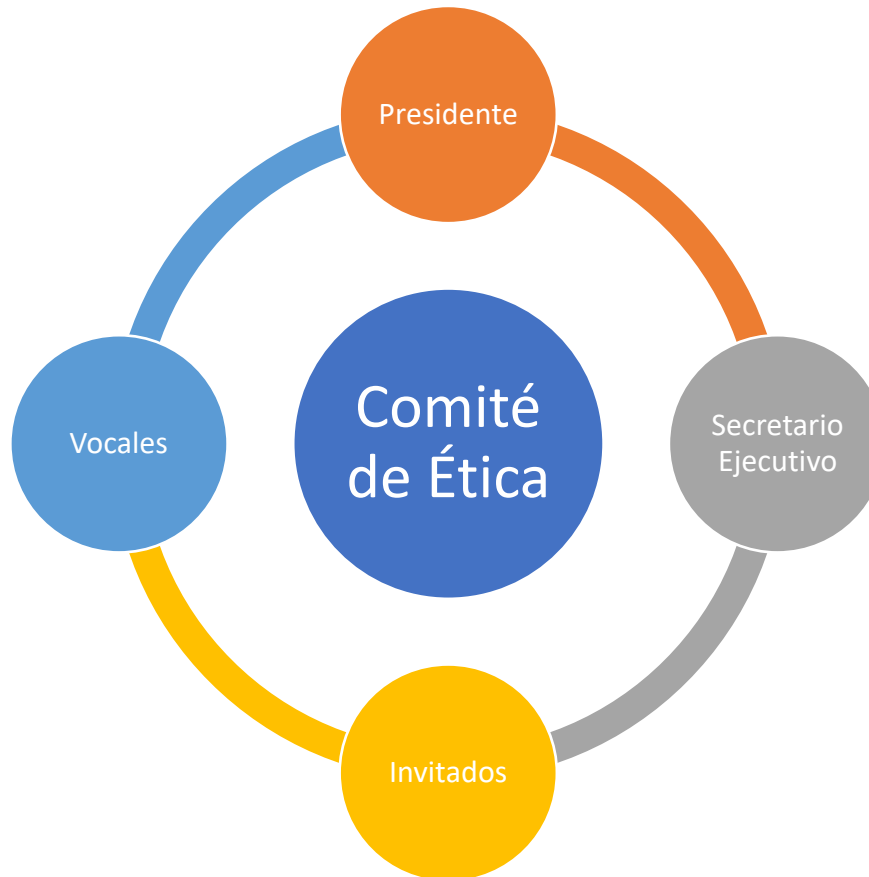 Presidente
Vocales
Comité
de Ética
Secretario
Ejecutivo
Invitados